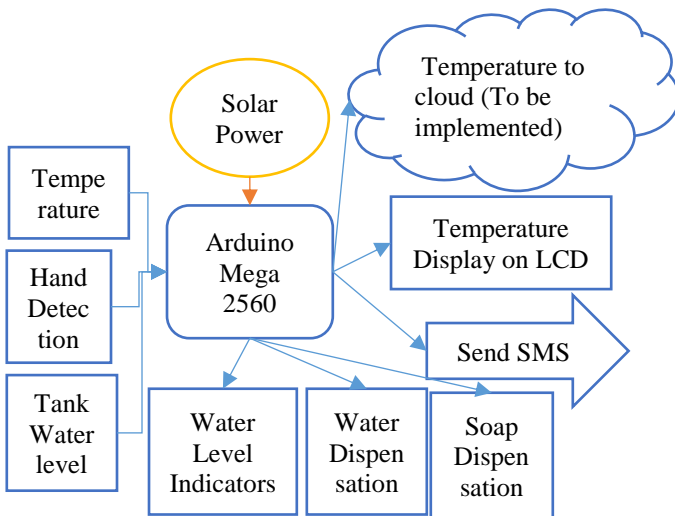 Temperature to
cloud (To be
implemented)
Solar
Power
Tempe
rature
Arduino
Mega
2560
Temperature
Display on LCD
Hand
Detec
tion
Send SMS
Tank
Water
level
Water
Level
Indicators
Water
Dispen
sation
Soap
Dispen
sation